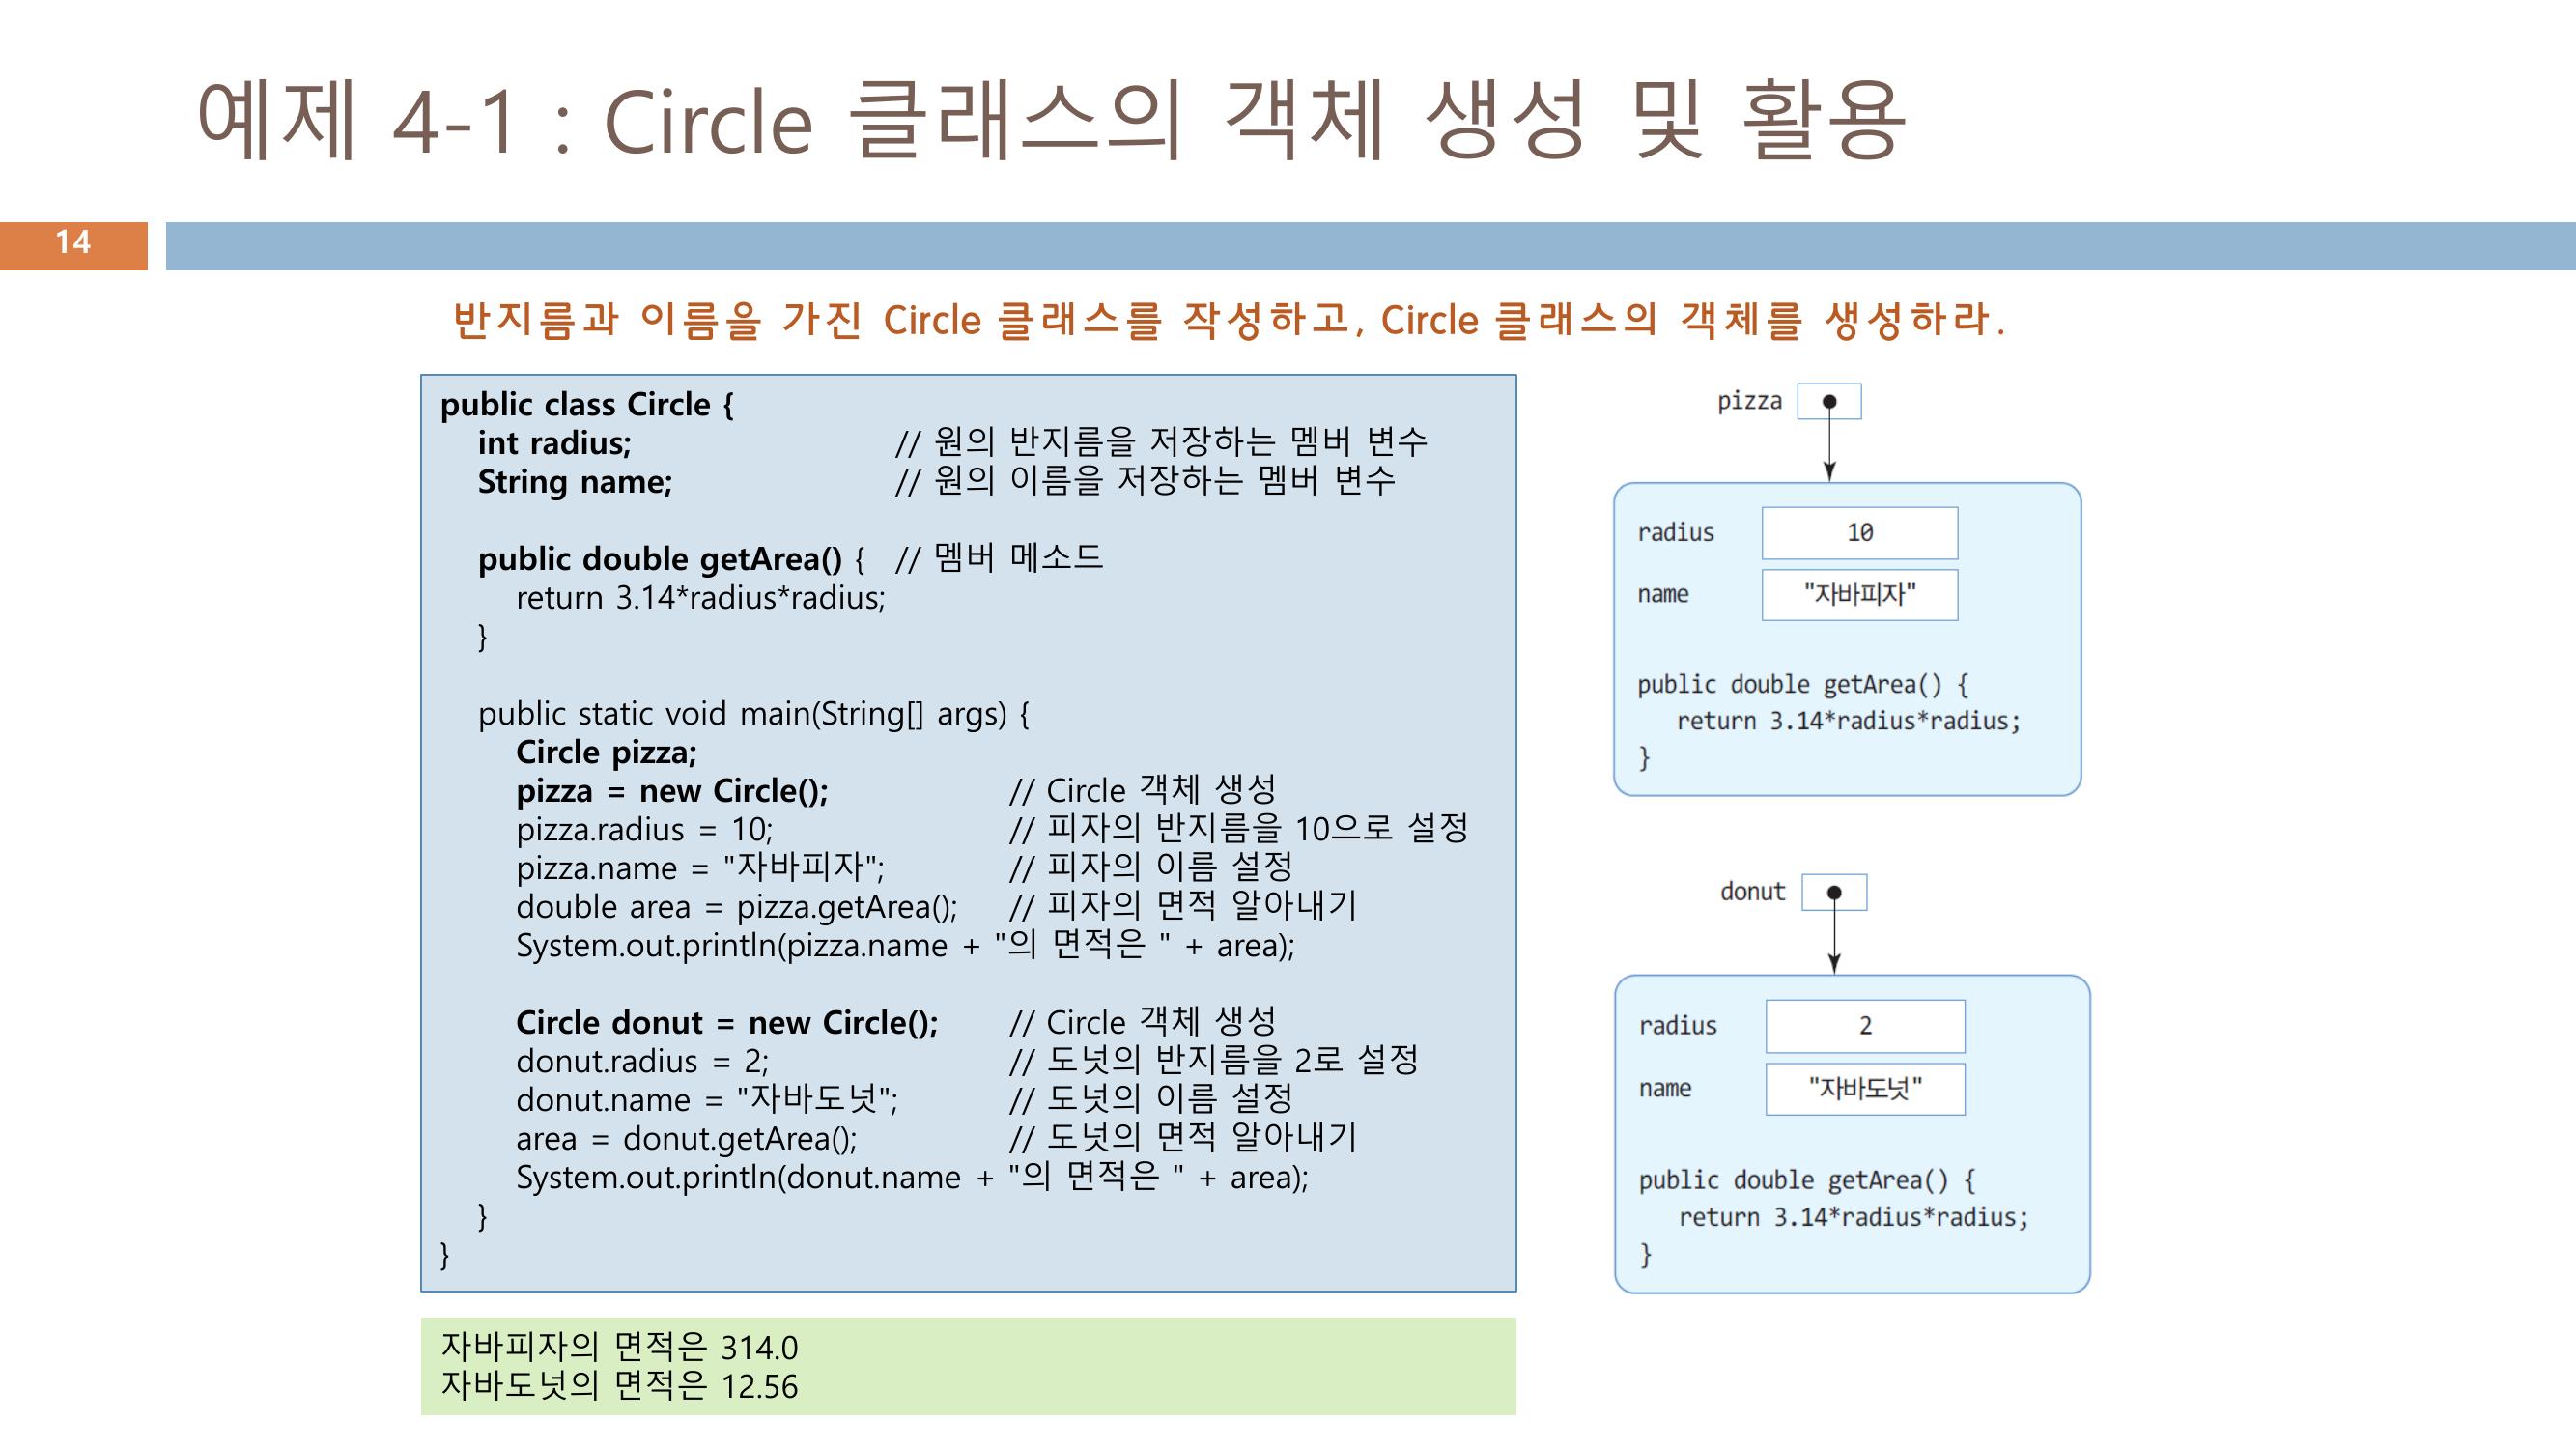 예제 4-1 : Circle 클래스의 객체 생성 및 활용
14
반지름과 이름을 가진 Circle 클래스를 작성하고, Circle 클래스의 객체를 생성하라.
public class Circle {
int radius; // 원의 반지름을 저장하는 멤버 변수
String name; // 원의 이름을 저장하는 멤버 변수
public double getArea() { // 멤버 메소드
return 3.14*radius*radius;
}
public static void main(String[] args) {
Circle pizza;
pizza = new Circle(); // Circle 객체 생성
pizza.radius = 10; // 피자의 반지름을 10으로 설정
pizza.name = "자바피자"; // 피자의 이름 설정
double area = pizza.getArea(); // 피자의 면적 알아내기
System.out.println(pizza.name + "의 면적은 " + area);
Circle donut = new Circle(); // Circle 객체 생성
donut.radius = 2; // 도넛의 반지름을 2로 설정
donut.name = "자바도넛"; // 도넛의 이름 설정
area = donut.getArea(); // 도넛의 면적 알아내기
System.out.println(donut.name + "의 면적은 " + area);
}
}
자바피자의 면적은 314.0
자바도넛의 면적은 12.56
pizza
radius 10
name "자바피자"
public double getArea() {
return 3.14*radius*radius;
}
donut
radius 2
name "자바도넛"
public double getArea() {
return 3.14*radius*radius;
}